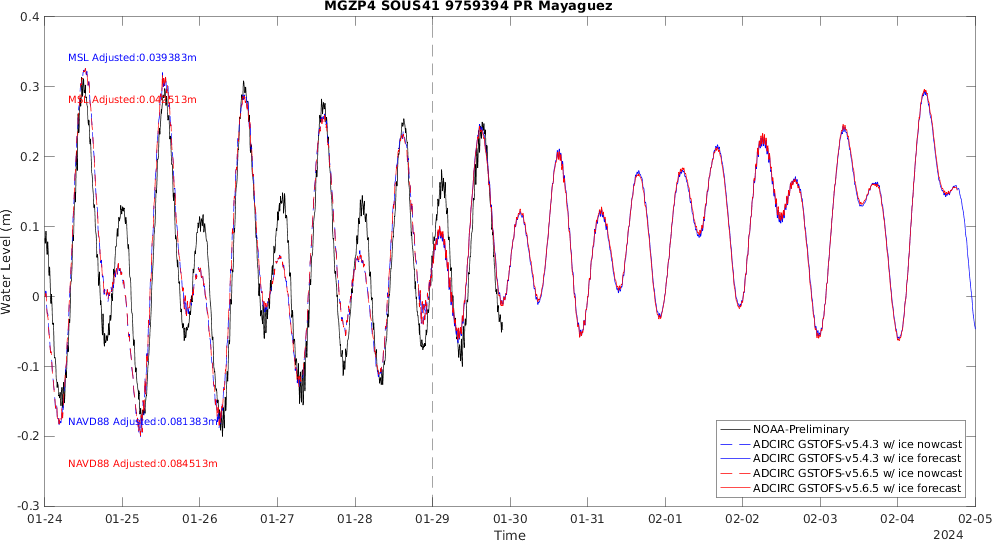 MGZP4 SOUS41 9759394 PR Mayaguez
0.4
0.3
0.2
0.1
0
-0.1
-0.2
-0.3
Water Level (m)
MSL Adjusted:0.039383m
MSL Adjusted:0.042513m
NAVD88 Adjusted:0.081383m
NAVD88 Adjusted:0.084513m
NOAA-Preliminary
ADCIRC GSTOFS-v5.4.3 w/ ice nowcast
ADCIRC GSTOFS-v5.4.3 w/ ice forecast
ADCIRC GSTOFS-v5.6.5 w/ ice nowcast
ADCIRC GSTOFS-v5.6.5 w/ ice forecast
01-24 01-25 01-26 01-27 01-28 01-29 01-30 01-31 02-01 02-02 02-03 02-04 02-05
Time
2024